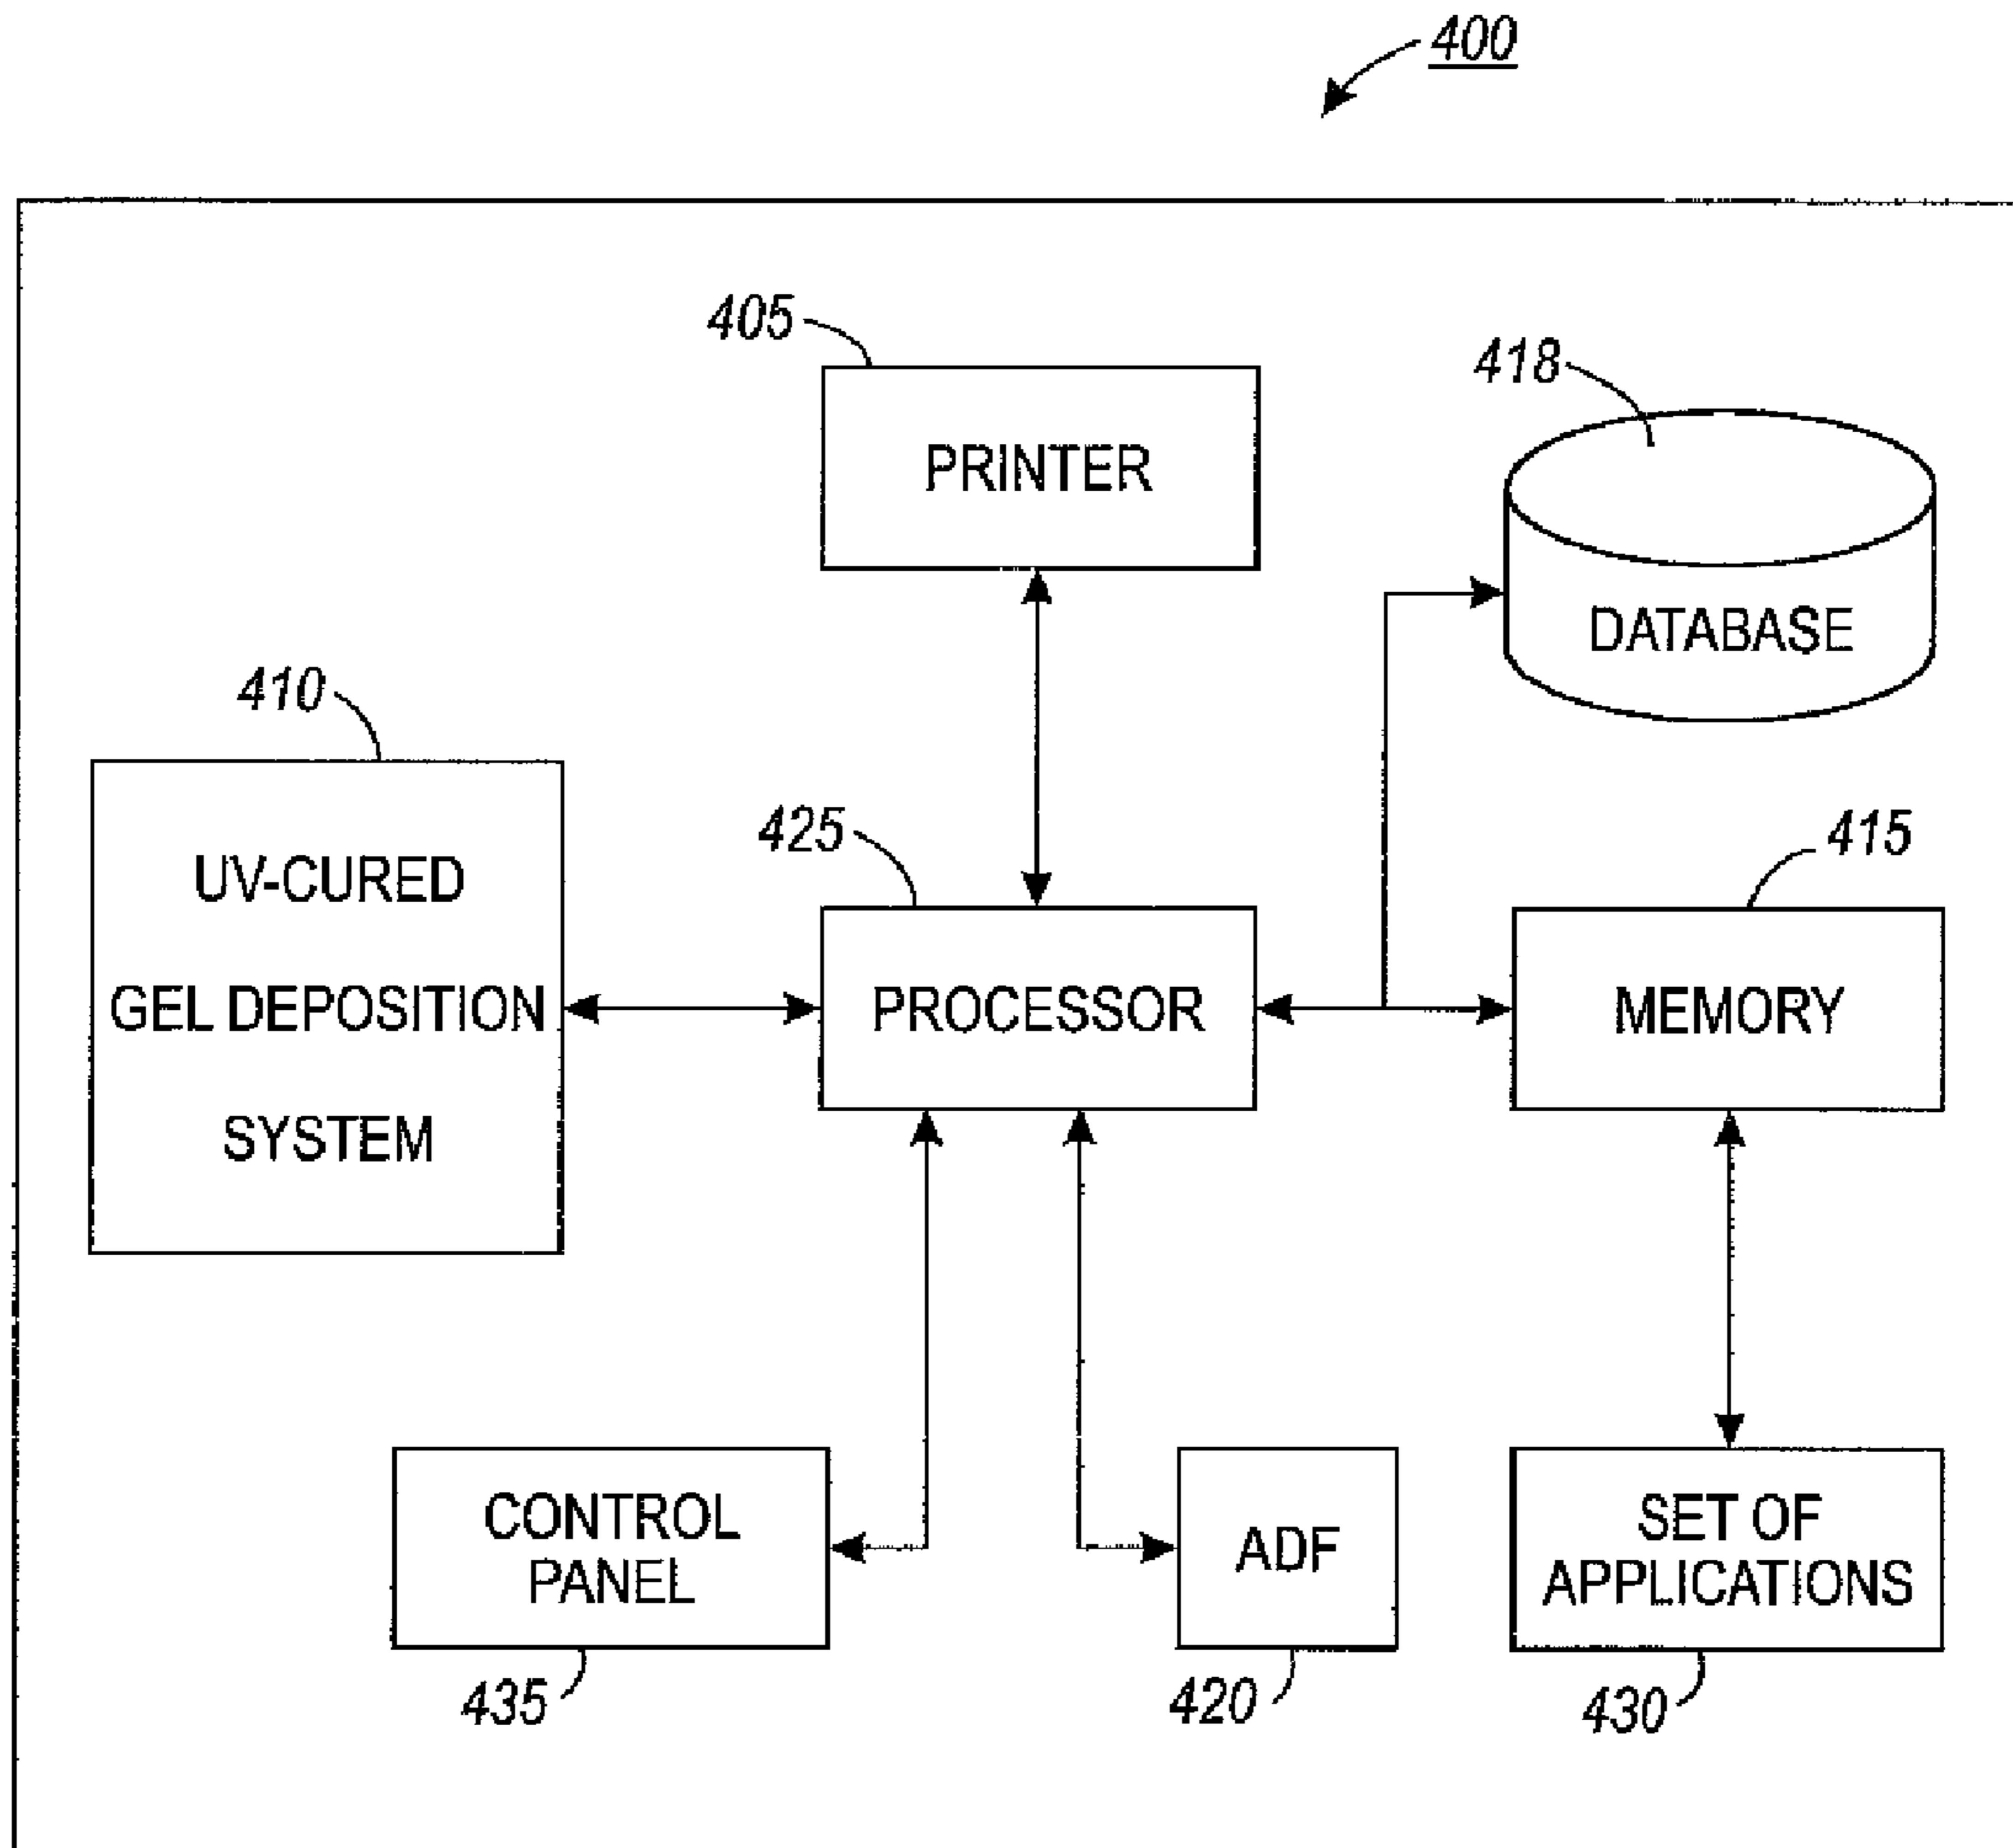 400
405
PRINTER
418
DATABASE
410
UV-CURED
GEL DEPOSITION
SYSTEM
425
PROCESSOR
415
MEMORY
CONTROL
PANEL
435
ADF
420
SET OF
APPLICATIONS
430